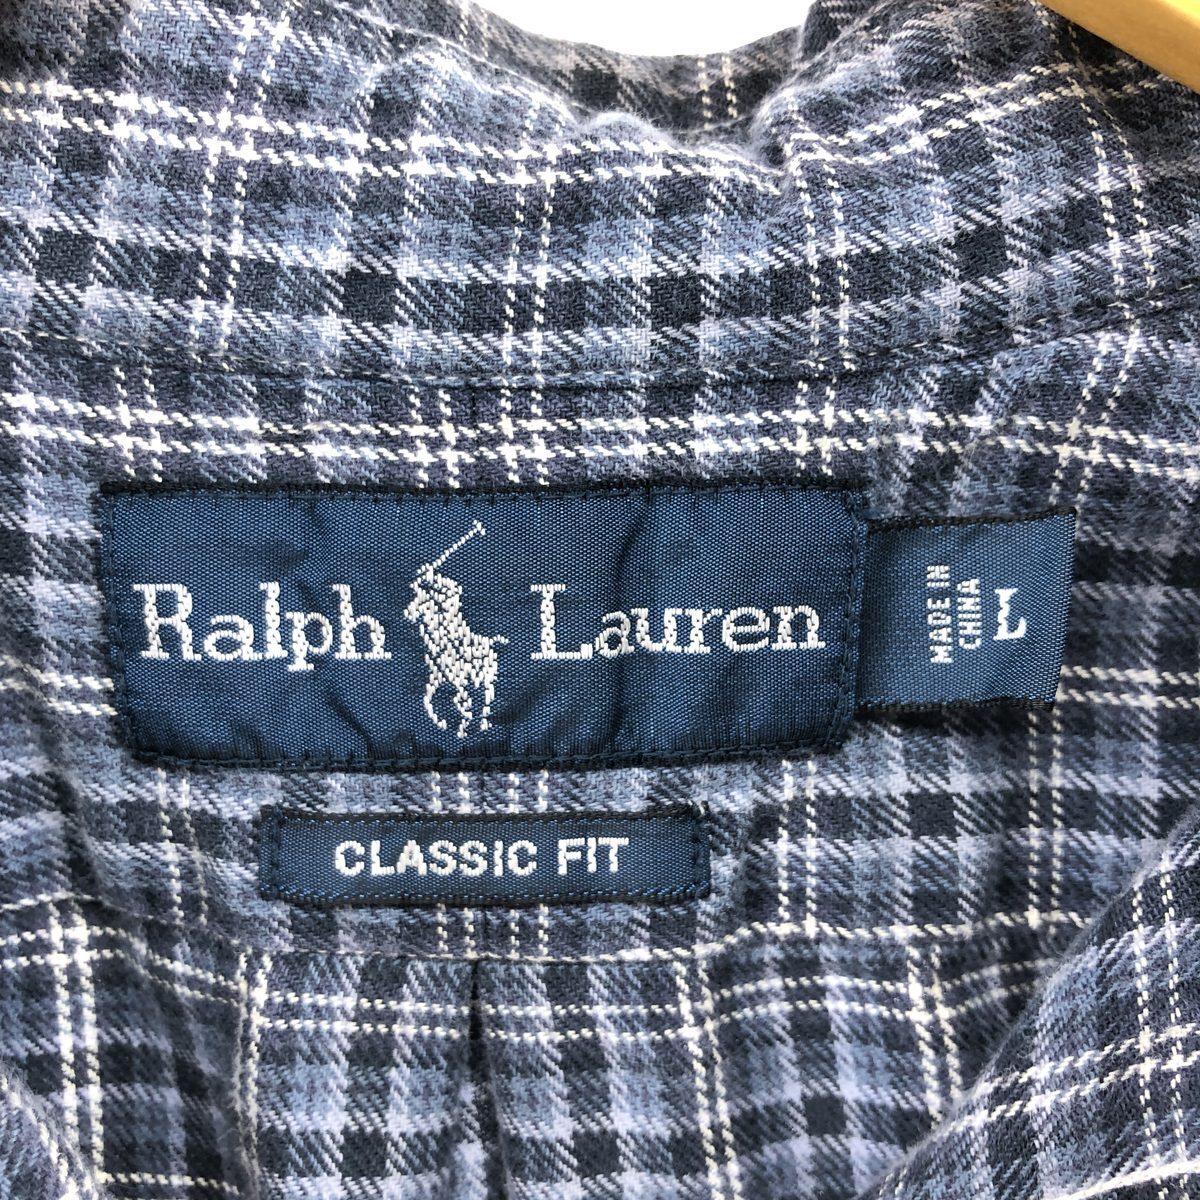 Ralph Lauren
MADE IN
CHINA
L
CLASSIC FIT